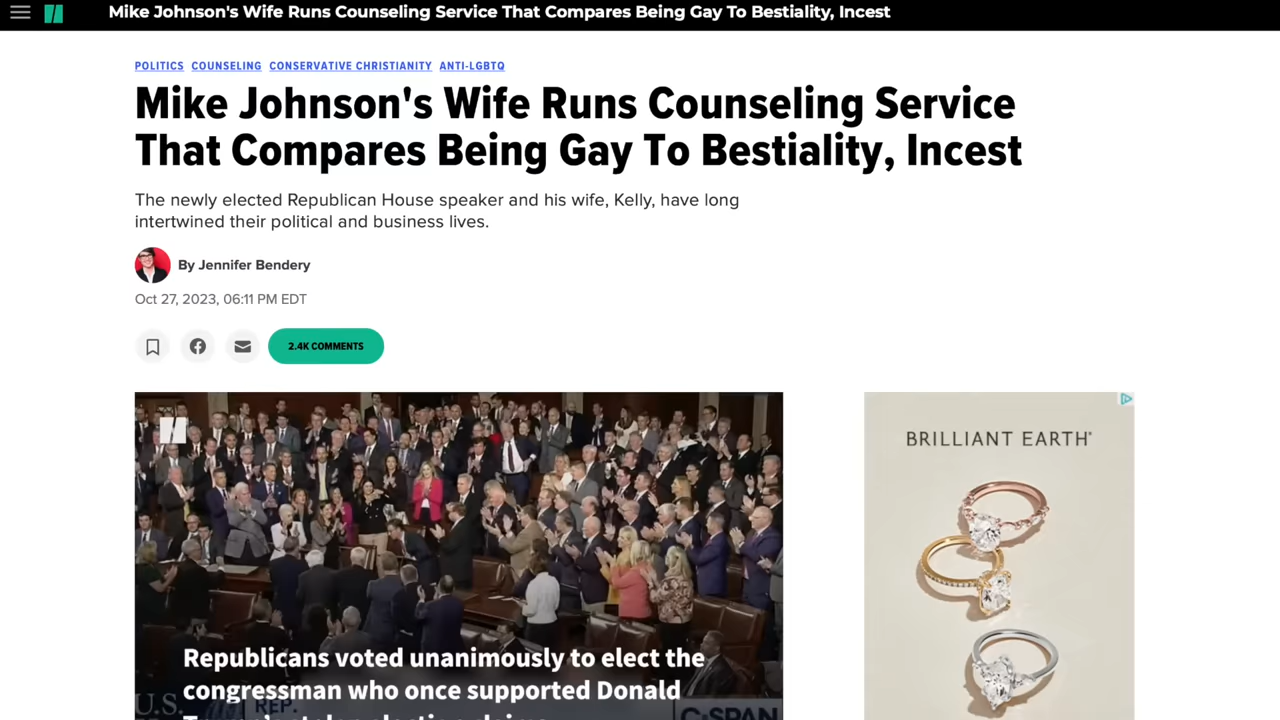 Mike Johnson's Wife Runs Counseling Service That Compares Being Gay To Bestiality, Incest
POLITICS COUNSELING CONSERVATIVE CHRISTIANITY ANTI-LGBTQ
Mike Johnson's Wife Runs Counseling Service
That Compares Being Gay To Bestiality, Incest
The newly elected Republican House speaker and his wife, Kelly, have long
intertwined their political and business lives.
By Jennifer Bendery
Oct 27, 2023, 06:11 PM EDT
2.4K COMMENTS
BRILLIANT EARTH
Republicans voted unanimously to elect the
congressman who once supported Donald
U.S. REP. C-SPAN